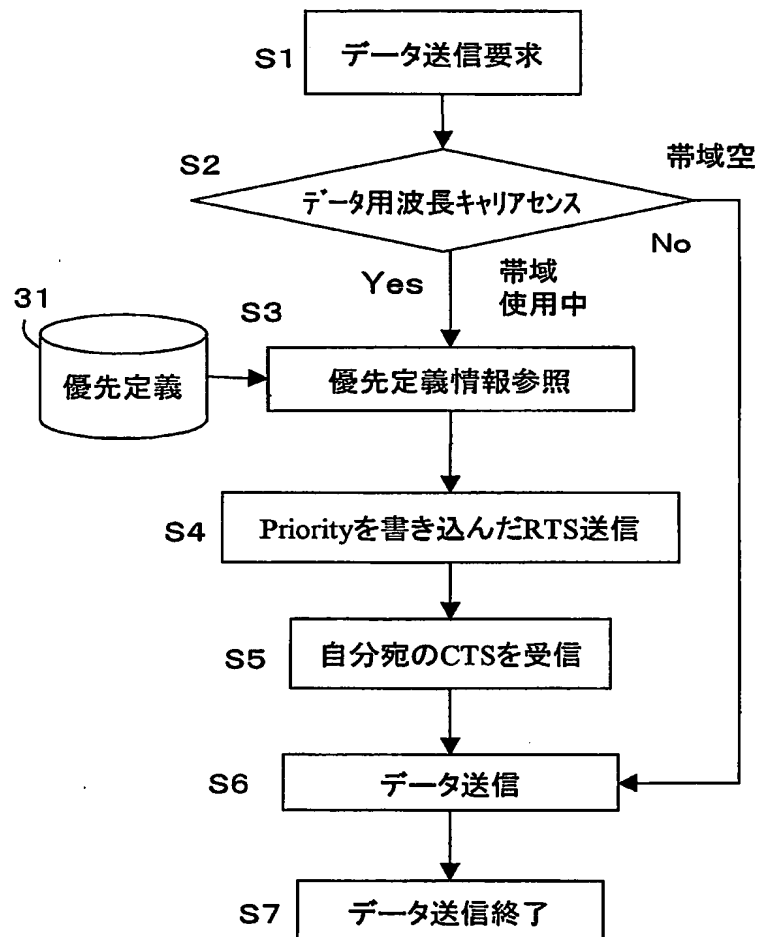 S1
データ送信要求
S2
帯域空
データ用波長キャリアセンス
No
Yes
帯域
使用中
31
S3
優先定義
優先定義情報参照
S4
Priorityを書き込んだRTS送信
S5
自分宛のCTSを受信
S6
データ送信
S7
データ送信終了